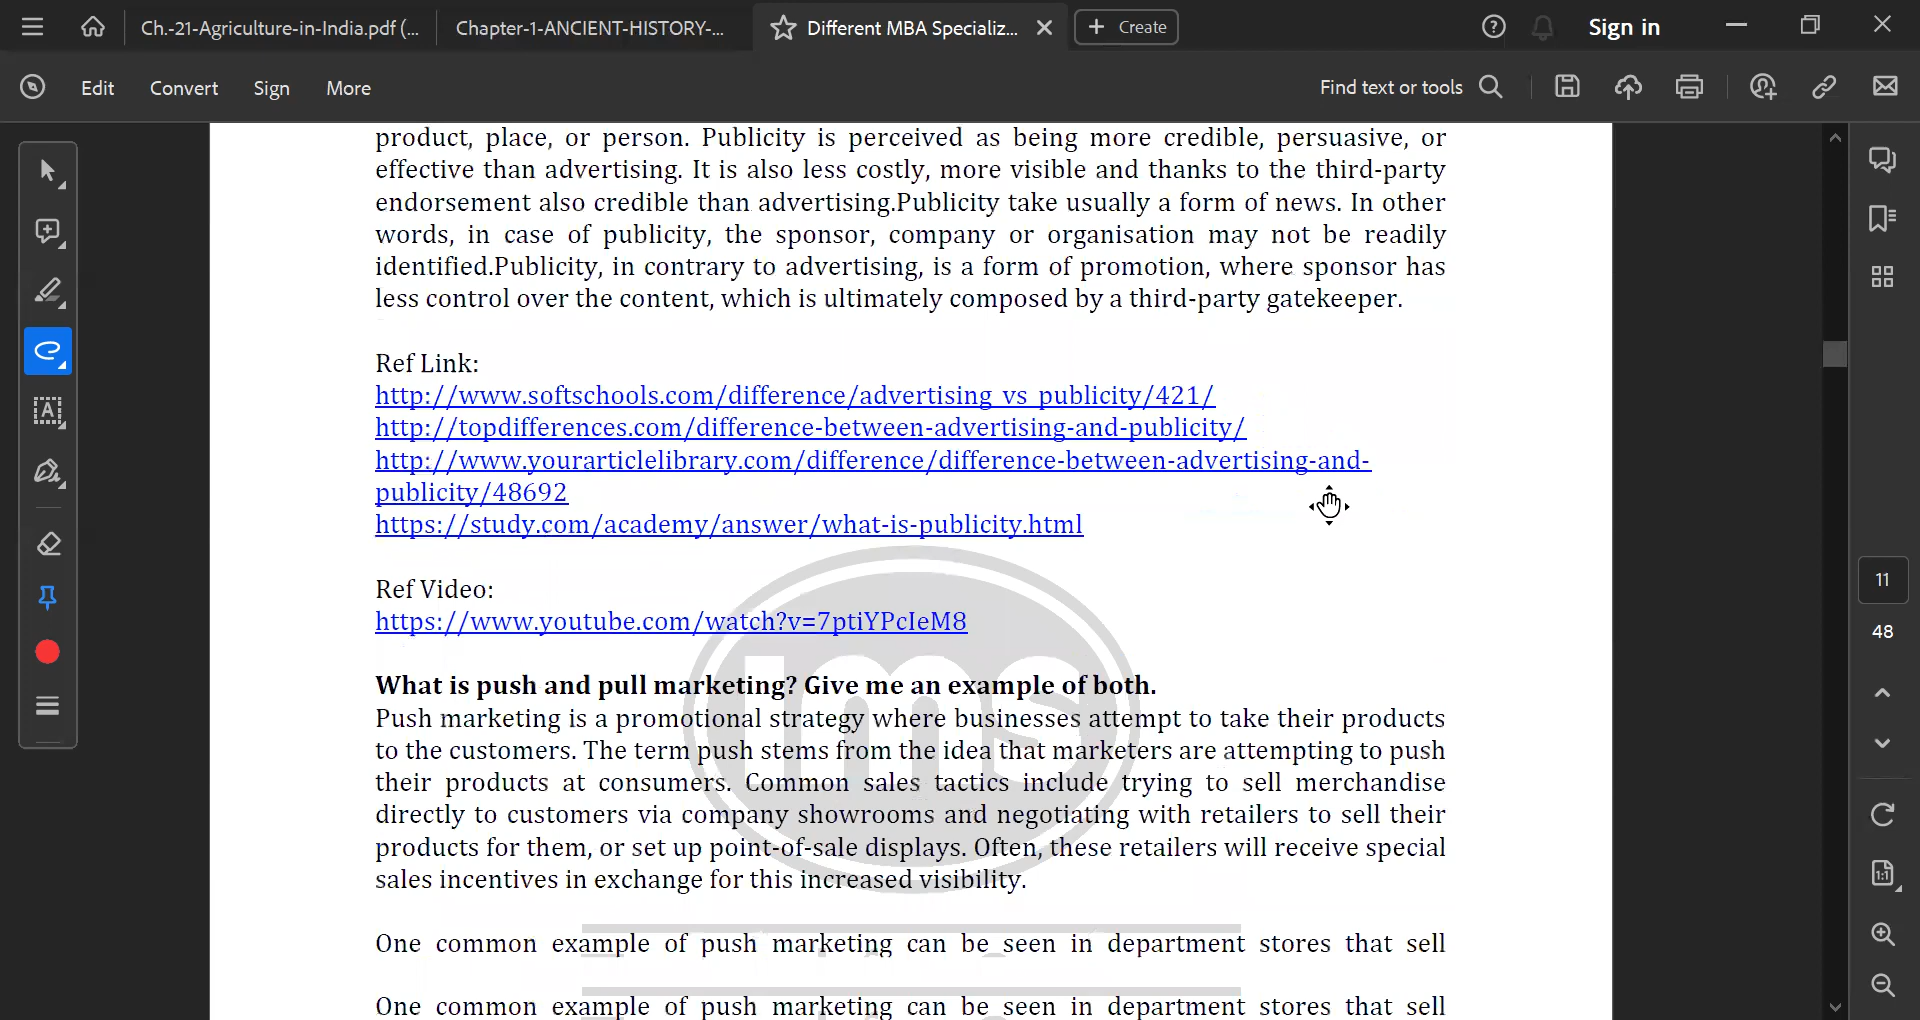 Ch.-21-Agriculture-in-India.pdf (...
Chapter-1-ANCIENT-HISTORY-...
Different MBA Specializ...
Create
Sign in
Edit
Convert
Sign
More
Find text or tools
product, place, or person. Publicity is perceived as being more credible, persuasive, or
effective than advertising. It is also less costly, more visible and thanks to the third-party
endorsement also credible than advertising.Publicity take usually a form of news. In other
words, in case of publicity, the sponsor, company or organisation may not be readily
identified.Publicity, in contrary to advertising, is a form of promotion, where sponsor has
less control over the content, which is ultimately composed by a third-party gatekeeper.
Ref Link:
http://www.softschools.com/difference/advertising_vs_publicity/421/
http://topdifferences.com/difference-between-advertising-and-publicity/
http://www.yourarticlelibrary.com/difference/difference-between-advertising-and-
publicity/48692
https://study.com/academy/answer/what-is-publicity.html
Ref Video:
https://www.youtube.com/watch?v=7ptiYPcIeM8
What is push and pull marketing? Give me an example of both.
Push marketing is a promotional strategy where businesses attempt to take their products
to the customers. The term push stems from the idea that marketers are attempting to push
their products at consumers. Common sales tactics include trying to sell merchandise
directly to customers via company showrooms and negotiating with retailers to sell their
products for them, or set up point-of-sale displays. Often, these retailers will receive special
sales incentives in exchange for this increased visibility.
One common example of push marketing can be seen in department stores that sell
One common example of push marketing can be seen in department stores that sell
ims
11
48
1:1